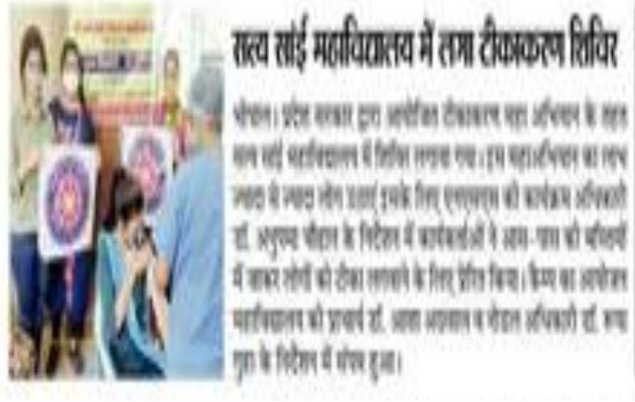 सत्य सांई महाविद्यालय में लगा टीकाकरण शिविर
भोपाल। प्रदेश सरकार द्वारा आयोजित टीकाकरण महा अभियान के तहत
सत्य सांई महाविद्यालय में शिविर लगाया गया। इस महाअभियान का लाभ
ज्यादा से ज्यादा लोग उठाएं इसके लिए एनएसएस की कार्यक्रम अधिकारी
डॉ. अनुपमा चौहान के निर्देशन में कार्यकर्ताओं ने आस-पास की बस्तियों
में जाकर लोगों को टीका लगवाने के लिए प्रेरित किया। कैम्प का आयोजन
महाविद्यालय की प्राचार्य डॉ. आशा अग्रवाल व नोडल अधिकारी डॉ. रूपा
गुप्ता के निर्देशन में संपन्न हुआ।